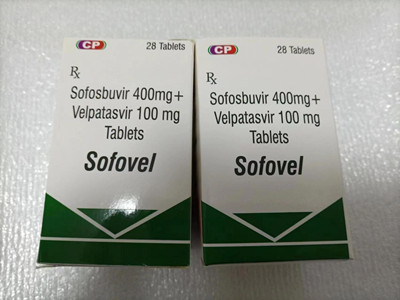 CP
28 Tablets
Rx
Sofosbuvir 400mg+
Velpatasvir 100 mg
Tablets
Sofovel
CP
28 Tablets
Rx
Sofosbuvir 400mg+
Velpatasvir 100 mg
Tablets
Sofovel